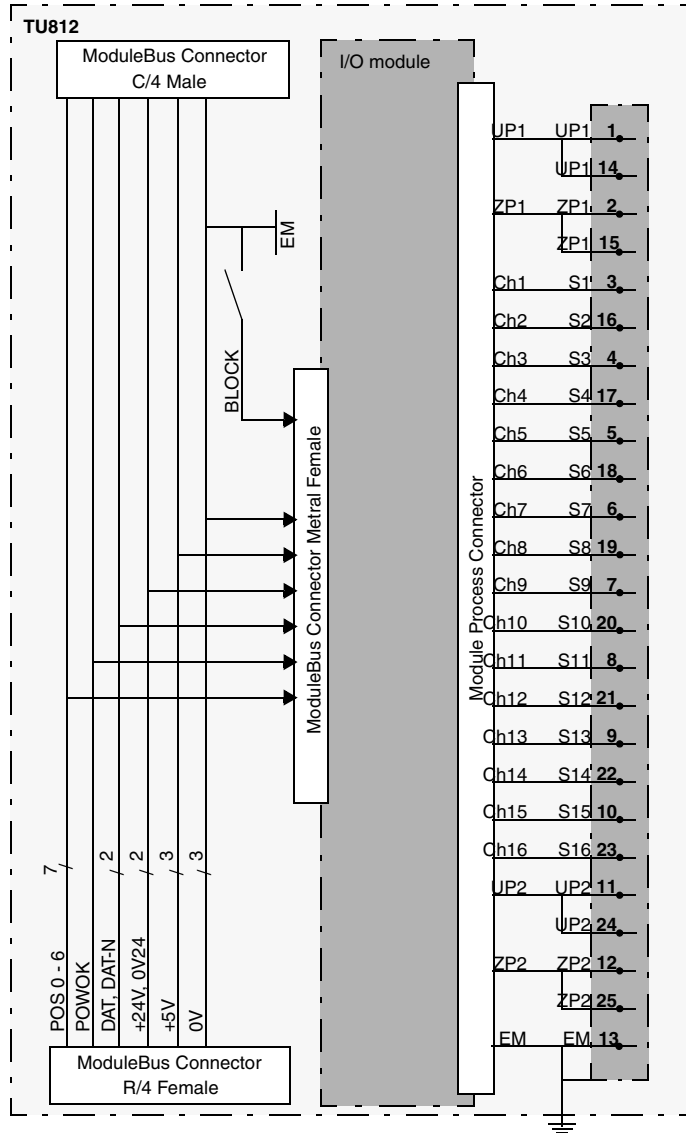 TU812
ModuleBus Connector
C/4 Male
I/O module
EM
BLOCK
ModuleBus Connector Metral Female
Module Process Connector
UP1 UP1 1
UP1 14
ZP1 ZP1 2
ZP1 15
Ch1 S1 3
Ch2 S2 16
Ch3 S3 4
Ch4 S4 17
Ch5 S5 5
Ch6 S6 18
Ch7 S7 6
Ch8 S8 19
Ch9 S9 7
Ch10 S10 20
Ch11 S11 8
Ch12 S12 21
Ch13 S13 9
Ch14 S14 22
Ch15 S15 10
Ch16 S16 23
UP2 UP2 11
UP2 24
ZP2 ZP2 12
ZP2 25
EM EM 13
7
2
2
3
3
POS 0 - 6
POWOK
DAT, DAT-N
+24V, 0V24
+5V
0V
ModuleBus Connector
R/4 Female